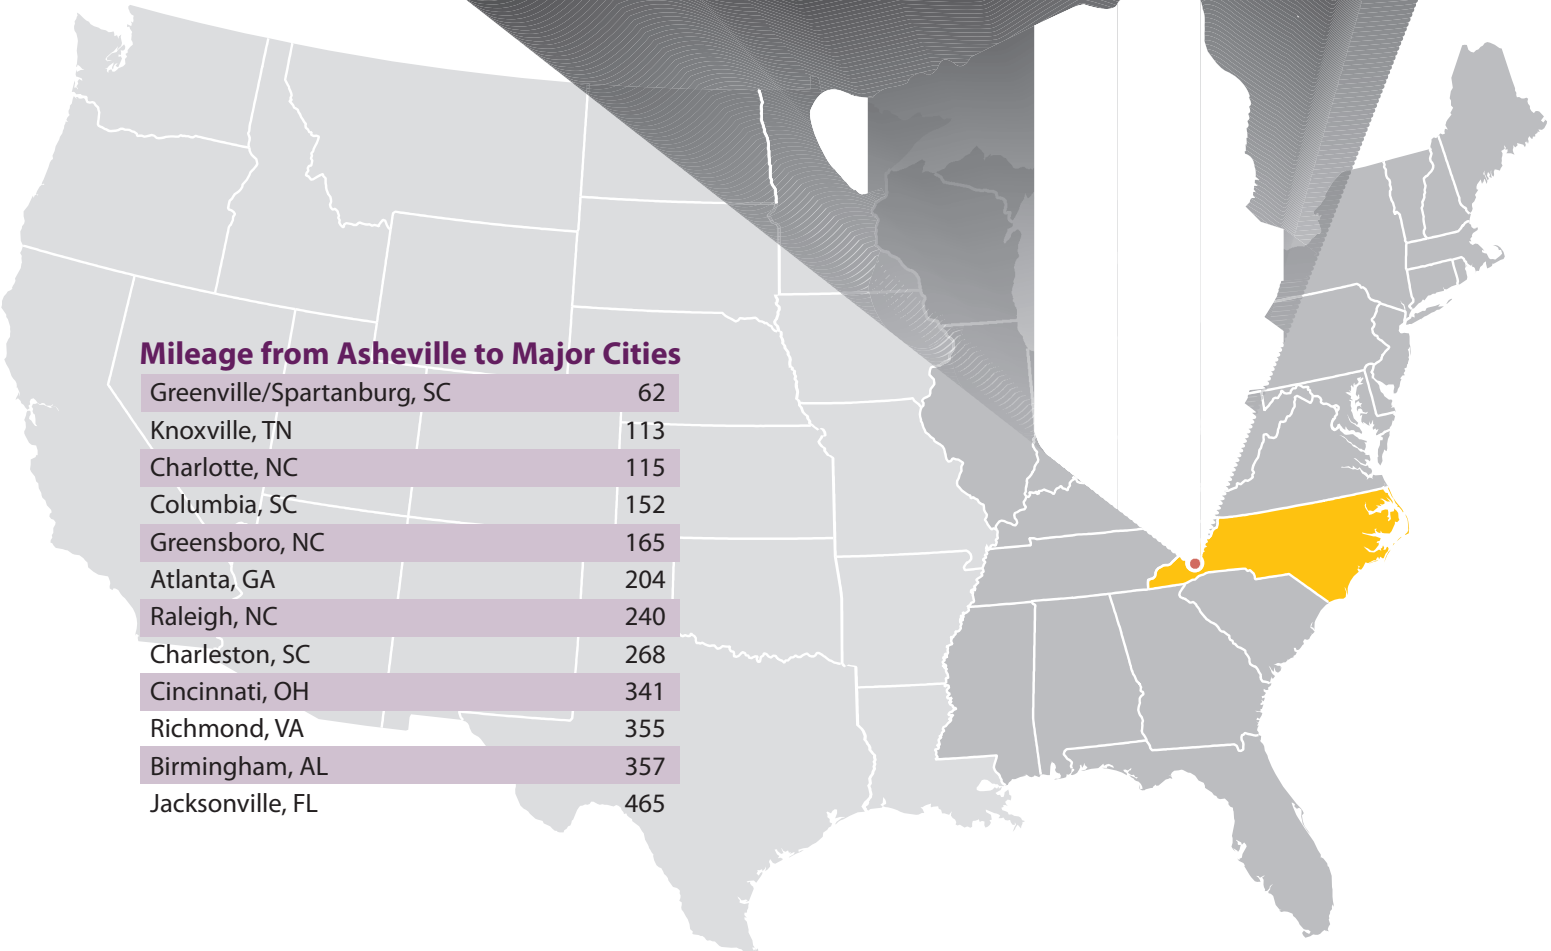 Mileage from Asheville to Major Cities
Greenville/Spartanburg, SC 62
Knoxville, TN 113
Charlotte, NC 115
Columbia, SC 152
Greensboro, NC 165
Atlanta, GA 204
Raleigh, NC 240
Charleston, SC 268
Cincinnati, OH 341
Richmond, VA 355
Birmingham, AL 357
Jacksonville, FL 465